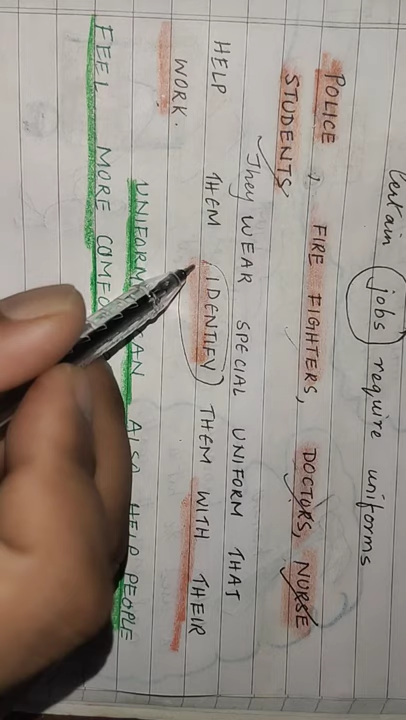 Certain jobs require uniforms
POLICE, FIRE FIGHTERS, DOCTORS, NURSE
STUDENTS
They WEAR SPECIAL UNIFORM THAT
HELP THEM IDENTIFY THEM WITH THEIR
WORK.
UNIFORM CAN ALSO HELP PEOPLE
FEEL MORE